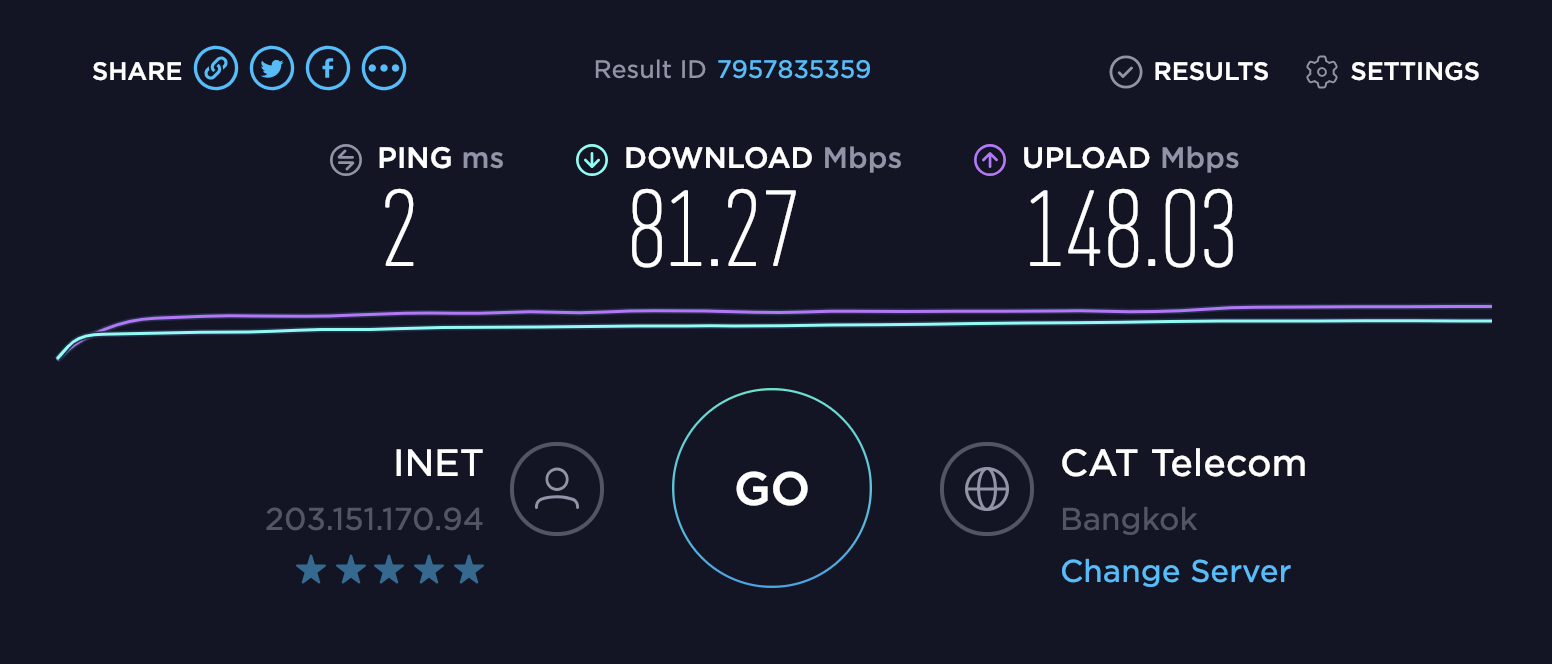 SHARE Result ID 7957835359 RESULTS SETTINGS
PING ms DOWNLOAD Mbps UPLOAD Mbps
2 81.27 148.03
INET GO CAT Telecom
203.151.170.94 Bangkok
Change Server